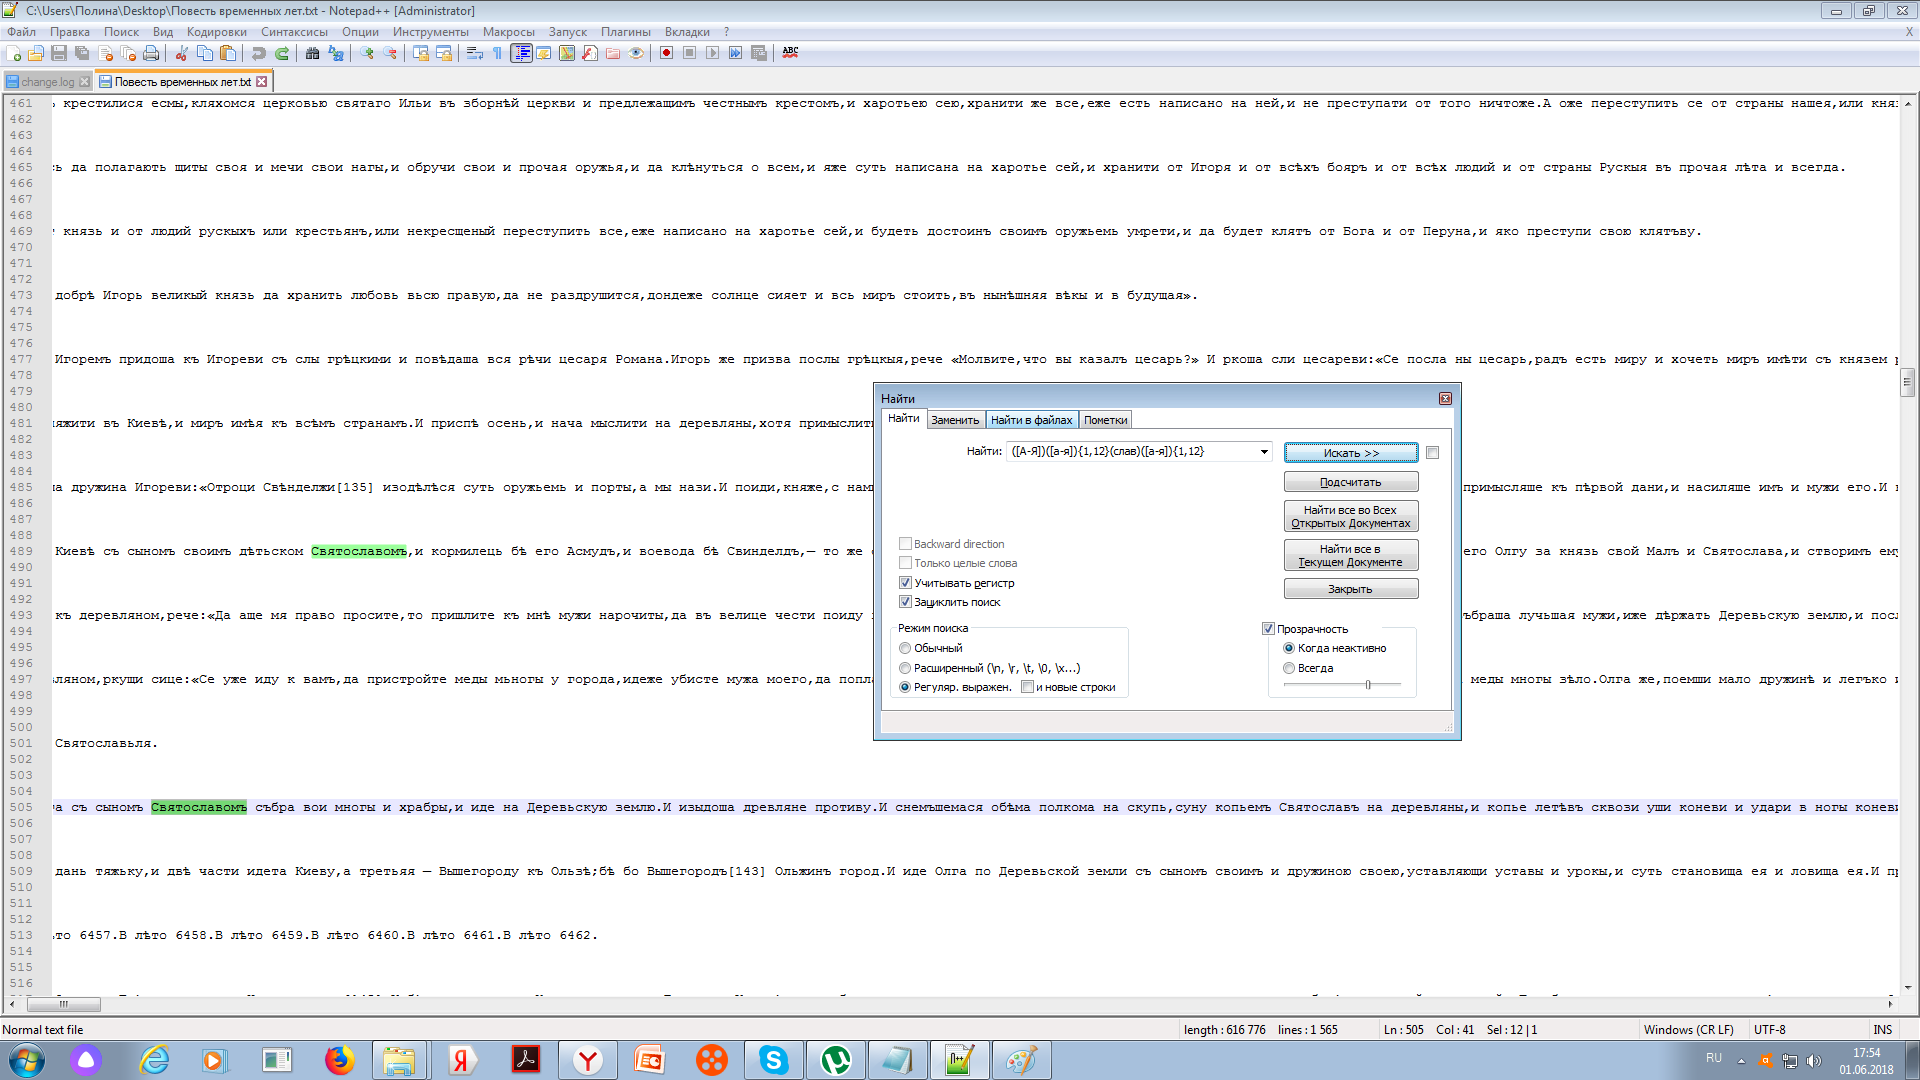 C:\Users\Полина\Desktop\Повесть временных лет.txt - Notepad++ [Administrator]
Файл Правка Поиск Вид Кодировки Синтаксисы Опции Инструменты Макросы Запуск Плагины Вкладки ? X
change.log Повесть временных лет.txt
461 крестилися есмы,кляхомся церковью святаго Ильи въ зборнѣй церкви и предлежащимъ честнымъ крестомъ,и харотьею сею,хранити же все,еже есть написано на ней,и не преступати от того ничтоже.А оже переступить се от страны нашея,или
462
463
464
465 да полагають щиты своя и мечи свои нагы,и обручи свои и прочая оружья,и да клѣнуться о всем,и яже суть написана на харотье сей,и хранити от Игоря и от всѣхъ бояръ и от всѣх людий и от страны Рускыя въ прочая лѣта и всегда.
466
467
468
469 князь и от людий рускыхъ или крестьянъ,или некрещеный переступить все,еже написано на харотье сей,и будеть достоинъ своимъ оружьемь умрети,и да будет клятъ от Бога и от Перуна,и яко преступи свою клятъву.
470
471
472
473 добрѣ Игорь великый князь да хранить любовь вьсю правую,да не раздрушится,дондеже солнце сияет и всь миръ стоить,въ нынѣшняя вѣкы и в будущая».
474
475
476
477 Игоремъ придоша къ Игореви съ слы грѣцкими и повѣдаша вся рѣчи цесаря Романа.Игорь же призва послы грѣцкыя,рече «Молвите,что вы казалъ цесарь?» И ркоша сли цесареви:«Се посла ны цесарь,радъ есть миру и хочеть миръ имѣти съ князем
478
479
480
481 въ Киевѣ,и миръ имѣя къ всѣмъ странамъ.И приспѣ осень,и нача мыслити на деревляны,хотя примыслити
482
483
484
485 дружина Игореви:«Отроци Свѣнделжи[135] изодѣлѣся суть оружьемь и порты,а мы нази.И поиди,княже,с нами примысляше къ пѣрвой дани,и насиляше имъ и мужи его.И
486
487
488
489 Киевѣ съ сыномъ своимъ дѣтьском Святославомъ,и кормилець бѣ его Асмудъ,и воевода бѣ Свинделдъ,— то же его Олгу за князь свой Малъ и Святослава,и створимъ ему
490
491
492
493 къ деревляном,рече:«Да аще мя право просите,то пришлите къ мнѣ мужи нарочиты,да въ велице чести поиду лучшая мужи,иже дѣржать Деревьскую землю,и
494
495
496
497 ркущи сице:«Се уже иду к вамъ,да пристройте меды мьногы у города,идеже убисте мужа моего,да меды многы зѣло.Олга же,поемши мало дружинѣ и легъко
498
499
500
501 Святославьля.
502
503
504
505 съ сыномъ Святославомъ събра вои многы и храбры,и иде на Деревьскую землю.И изыдоша древляне противу.И снемъшемася обѣма полкома на скупь,суну копьемъ Святославъ на деревляны,и копье летѣвъ сквози уши коневи и удари в ногы коневи
506
507
508
509 дань тяжьку,и двѣ части идета Киеву,а третьяя — Вышегороду къ Ользѣ;бѣ бо Вышегородъ[143] Ольжинъ город.И иде Олга по Деревьской земли съ сыномъ своимъ и дружиною своею,уставляющи уставы и урокы,и суть становища ея и ловища ея.И
510
511
512
513 6457.В лѣто 6458.В лѣто 6459.В лѣто 6460.В лѣто 6461.В лѣто 6462.
514
515
516
Найти
Найти Заменить Найти в файлах Пометки
Найти: ([А-Я])([а-я]){1,12}(слав)([а-я]){1,12}
Искать >>
Подсчитать
Найти все во Всех Открытых Документах
Найти все в Текущем Документе
Закрыть
Backward direction
Только целые слова
Учитывать регистр
Зациклить поиск
Режим поиска
Обычный
Расширенный (\n, \r, \t, \0, \x...)
Регуляр. выражен. и новые строки
Прозрачность
Когда неактивно
Всегда
Normal text file length : 616 776 lines : 1 565 Ln : 505 Col : 41 Sel : 12 | 1 Windows (CR LF) UTF-8 INS
RU 17:54
01.06.2018